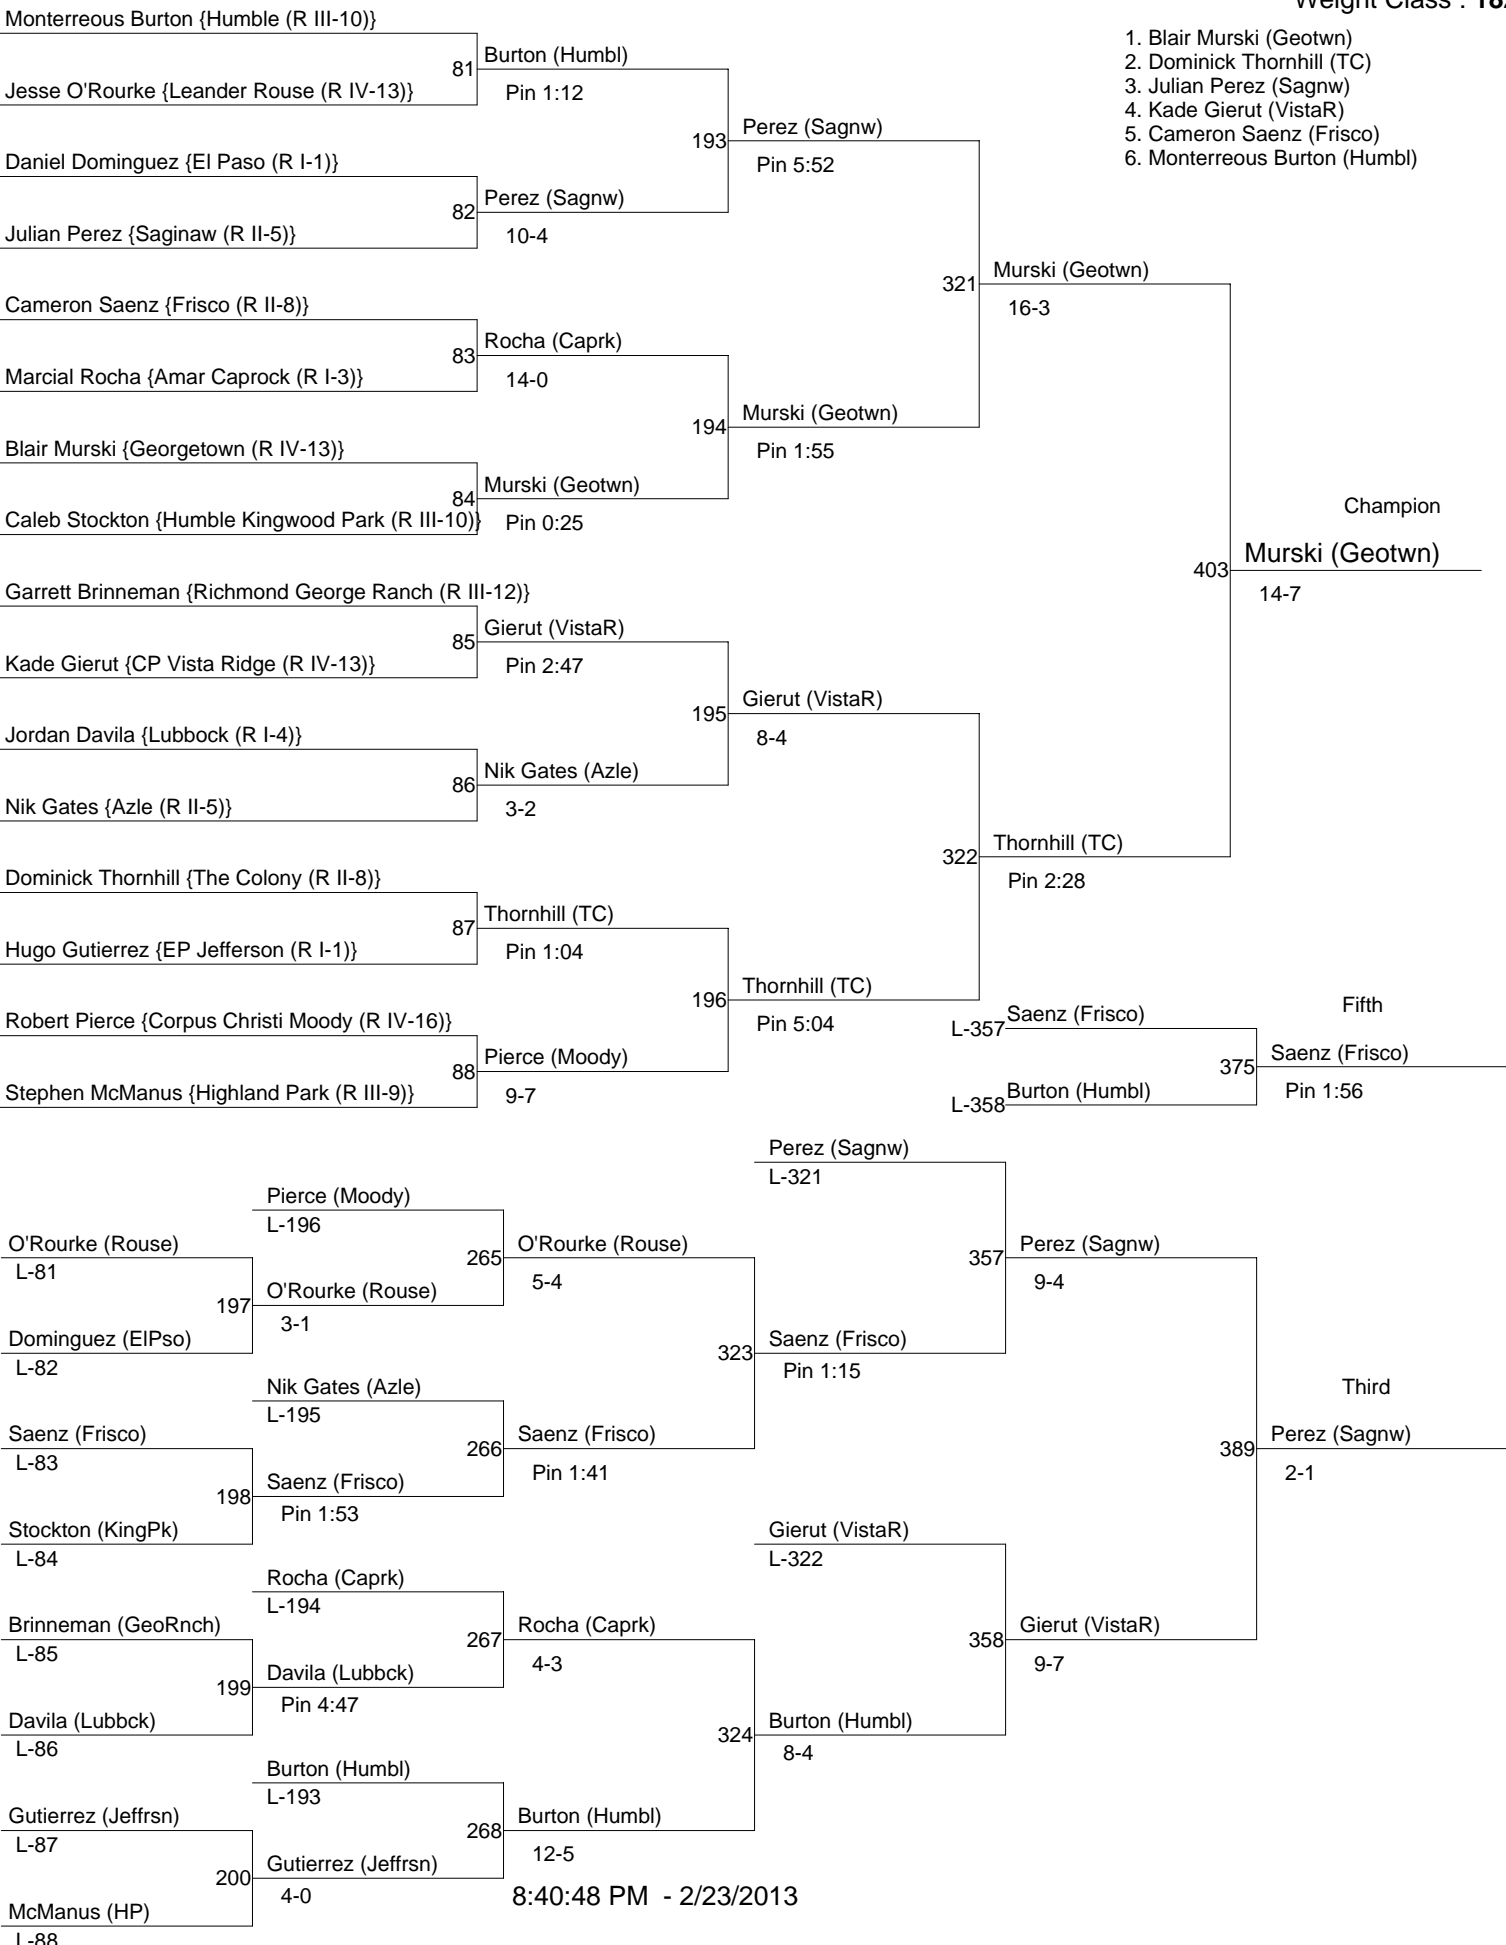 Weight Class :
1. Blair Murski (Geotwn)
2. Dominick Thornhill (TC)
3. Julian Perez (Sagnw)
4. Kade Gierut (VistaR)
5. Cameron Saenz (Frisco)
6. Monterreous Burton (Humbl)
Monterreous Burton {Humble (R III-10)}
81 Burton (Humbl)
Jesse O'Rourke {Leander Rouse (R IV-13)}
Pin 1:12
193 Perez (Sagnw)
Pin 5:52
Daniel Dominguez {El Paso (R I-1)}
82 Perez (Sagnw)
Julian Perez {Saginaw (R II-5)}
10-4
321 Murski (Geotwn)
16-3
Cameron Saenz {Frisco (R II-8)}
83 Rocha (Caprk)
Marcial Rocha {Amar Caprock (R I-3)}
14-0
194 Murski (Geotwn)
Pin 1:55
Blair Murski {Georgetown (R IV-13)}
84 Murski (Geotwn)
Caleb Stockton {Humble Kingwood Park (R III-10)}
Pin 0:25
Champion
403 Murski (Geotwn)
14-7
Garrett Brinneman {Richmond George Ranch (R III-12)}
85 Gierut (VistaR)
Kade Gierut {CP Vista Ridge (R IV-13)}
Pin 2:47
195 Gierut (VistaR)
8-4
Jordan Davila {Lubbock (R I-4)}
86 Nik Gates (Azle)
Nik Gates {Azle (R II-5)}
3-2
322 Thornhill (TC)
Pin 2:28
Dominick Thornhill {The Colony (R II-8)}
87 Thornhill (TC)
Hugo Gutierrez {EP Jefferson (R I-1)}
Pin 1:04
196 Thornhill (TC)
Pin 5:04
Robert Pierce {Corpus Christi Moody (R IV-16)}
88 Pierce (Moody)
Stephen McManus {Highland Park (R III-9)}
9-7
Fifth
L-357 Saenz (Frisco)
375 Saenz (Frisco)
L-358 Burton (Humbl)
Pin 1:56
Perez (Sagnw)
L-321
Pierce (Moody)
L-196
O'Rourke (Rouse)
L-81
265 O'Rourke (Rouse)
5-4
357 Perez (Sagnw)
9-4
197 O'Rourke (Rouse)
3-1
Dominguez (ElPso)
L-82
323 Saenz (Frisco)
Pin 1:15
Nik Gates (Azle)
L-195
Third
Saenz (Frisco)
L-83
266 Saenz (Frisco)
Pin 1:41
389 Perez (Sagnw)
2-1
198 Saenz (Frisco)
Pin 1:53
Stockton (KingPk)
L-84
Gierut (VistaR)
L-322
Rocha (Caprk)
L-194
Brinneman (GeoRnch)
L-85
267 Rocha (Caprk)
4-3
358 Gierut (VistaR)
9-7
199 Davila (Lubbck)
Pin 4:47
Davila (Lubbck)
L-86
324 Burton (Humbl)
8-4
Burton (Humbl)
L-193
Gutierrez (Jeffrsn)
L-87
268 Burton (Humbl)
12-5
200 Gutierrez (Jeffrsn)
4-0
McManus (HP)
L-88
8:40:48 PM - 2/23/2013